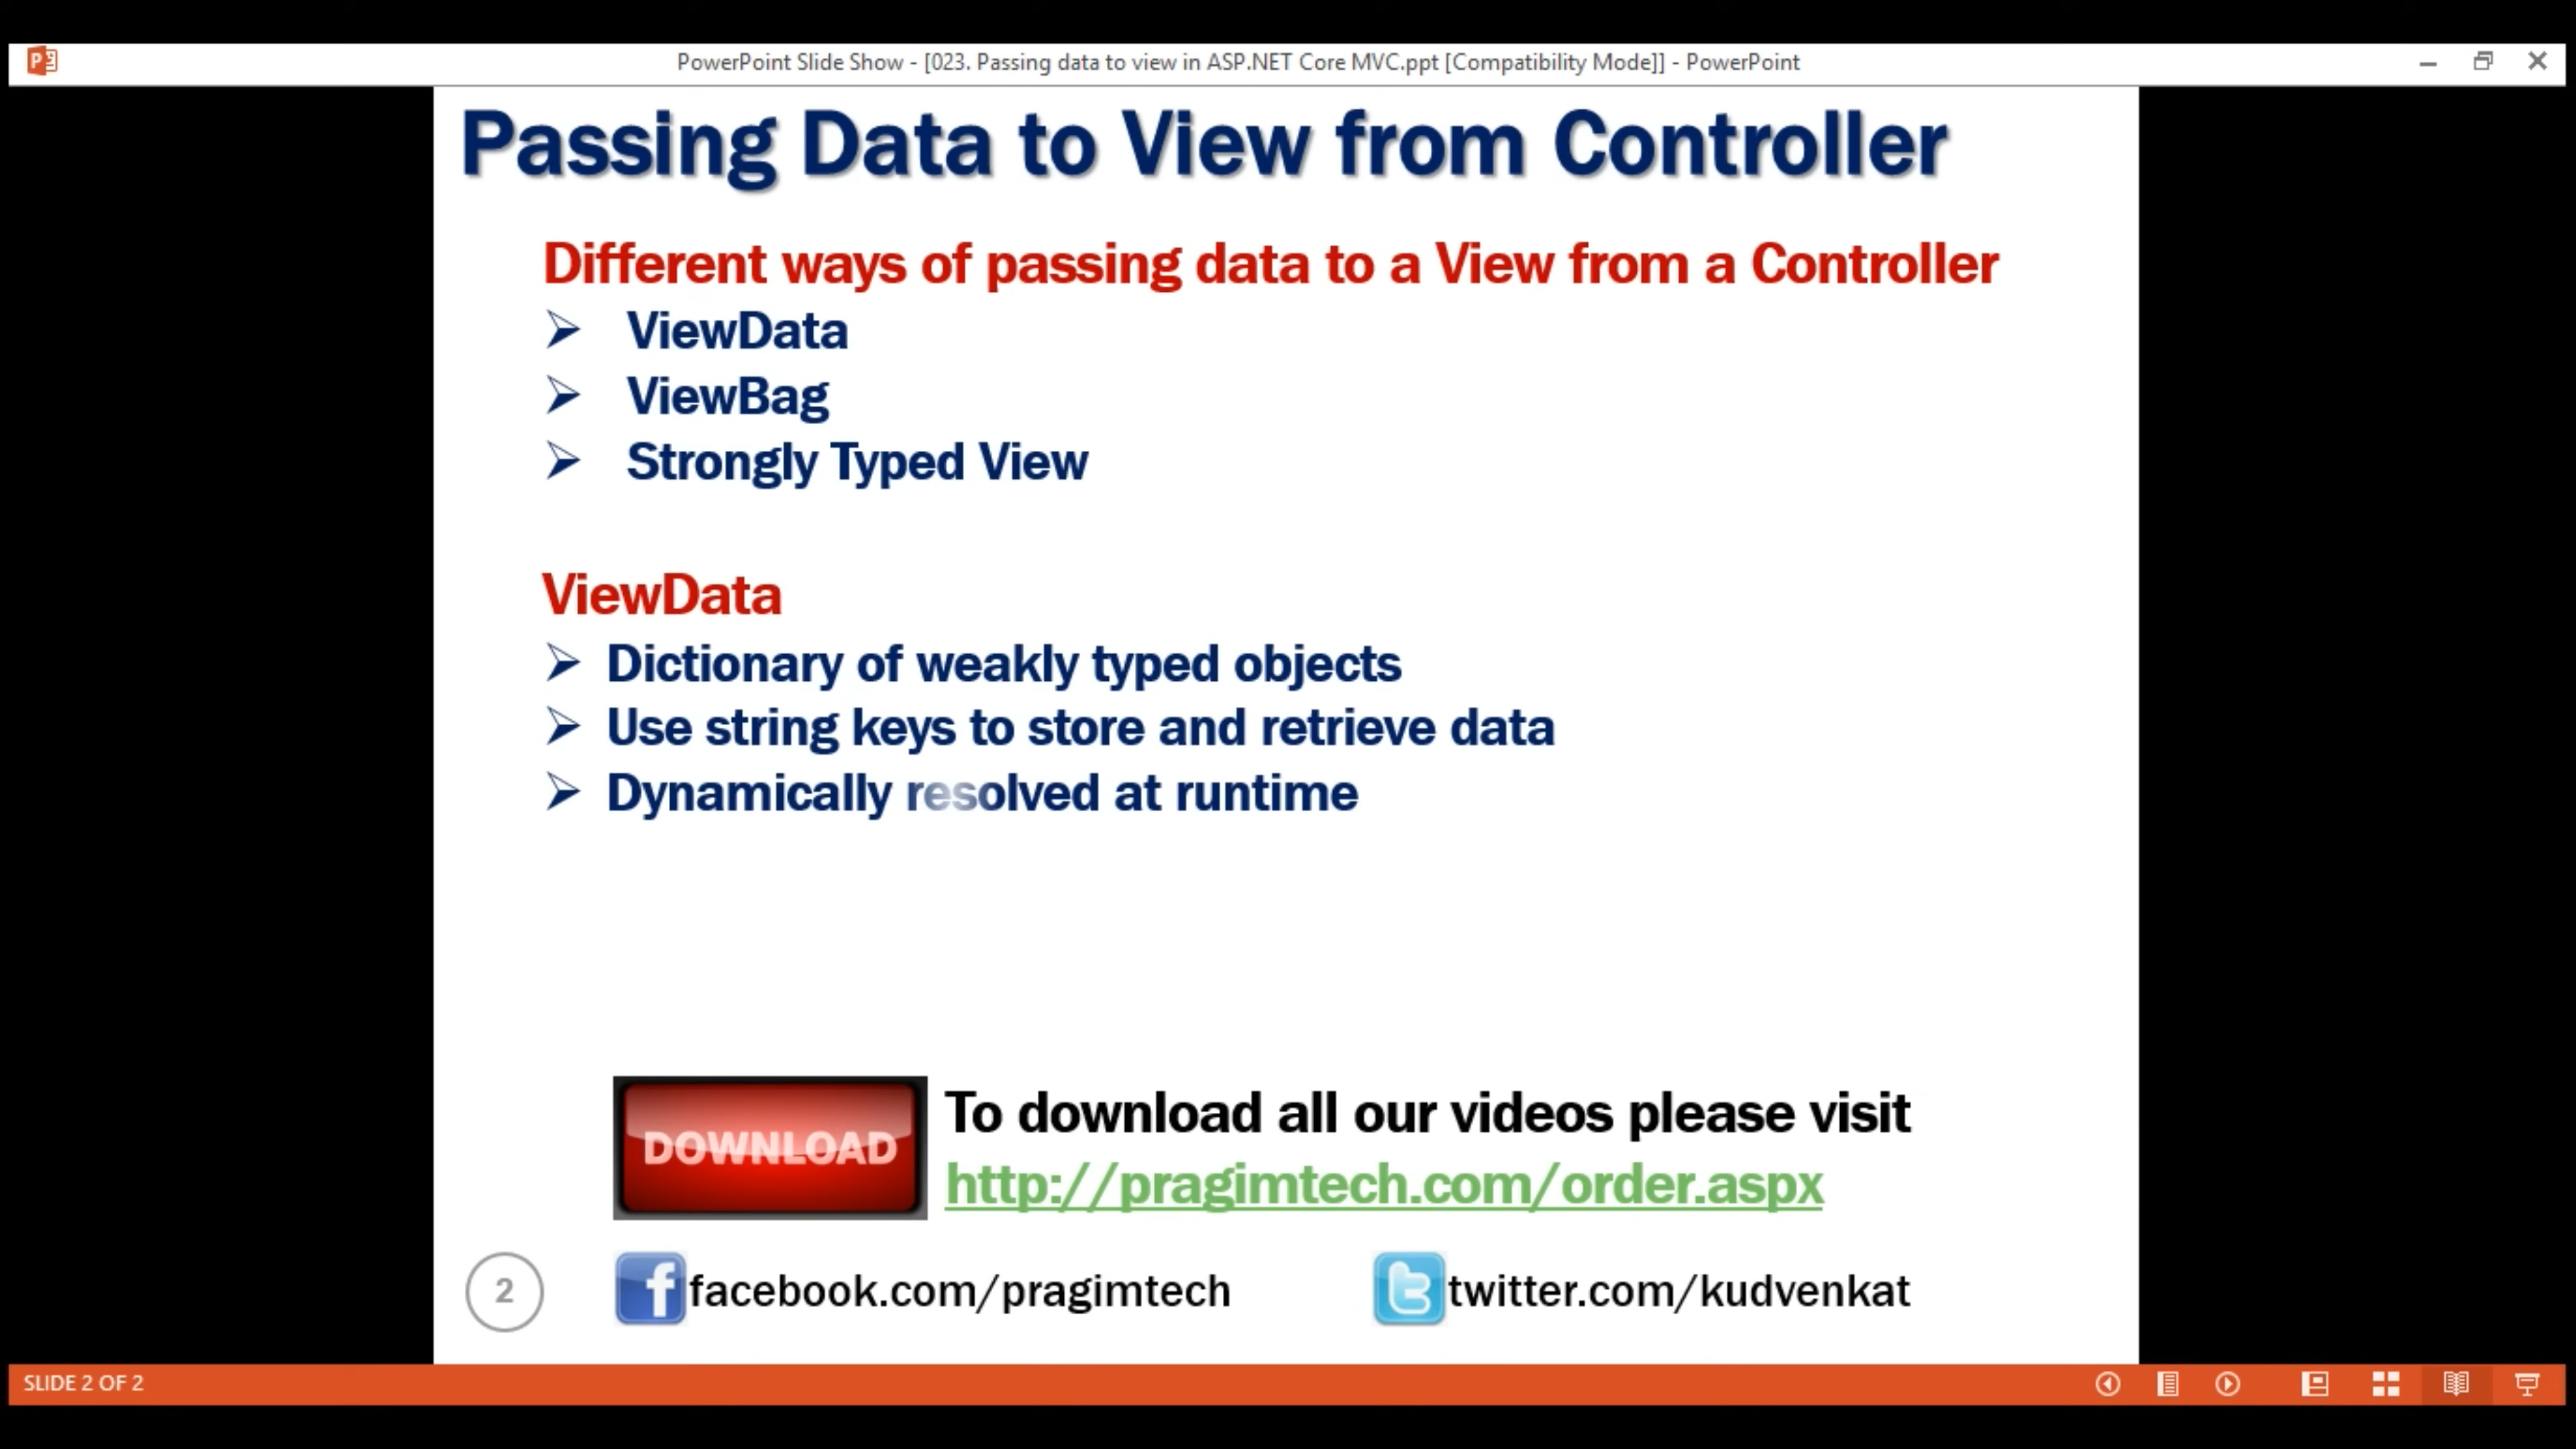 PowerPoint Slide Show - [023. Passing data to view in ASP.NET Core MVC.ppt [Compatibility Mode]] - PowerPoint
Passing Data to View from Controller
Different ways of passing data to a View from a Controller
ViewData
ViewBag
Strongly Typed View
ViewData
Dictionary of weakly typed objects
Use string keys to store and retrieve data
Dynamically resolved at runtime
DOWNLOAD
To download all our videos please visit
http://pragimtech.com/order.aspx
2
facebook.com/pragimtech
twitter.com/kudvenkat
SLIDE 2 OF 2